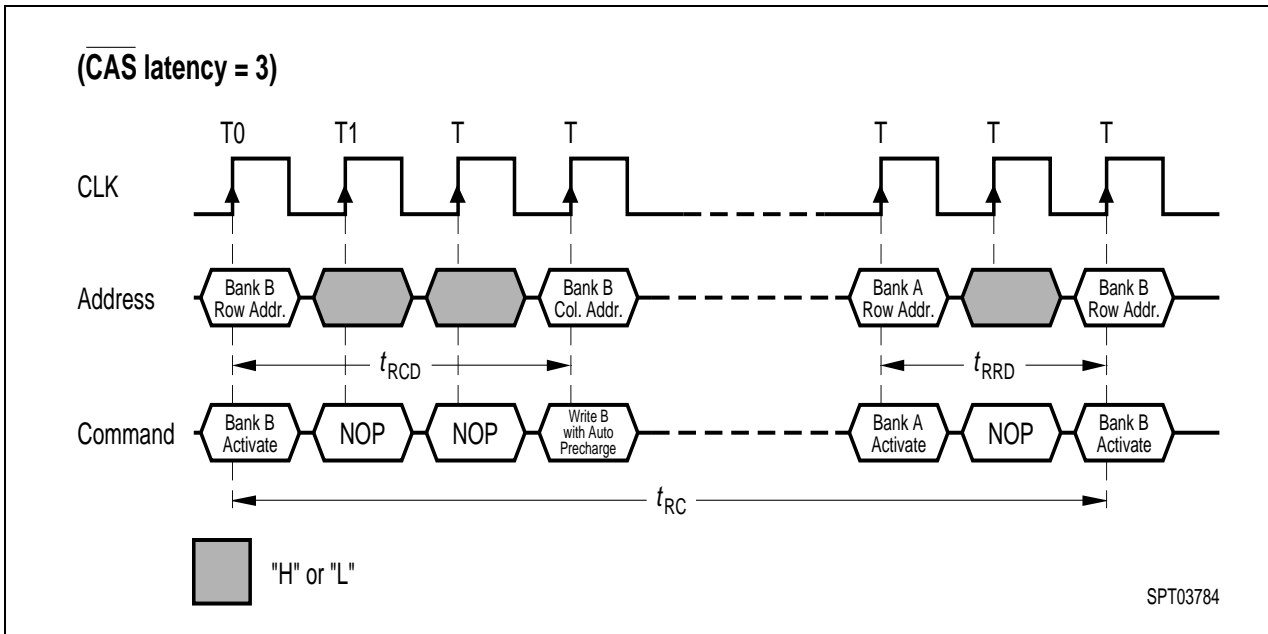 (CAS latency = 3)
T0 T1 T T T T T
CLK
Address
Bank B
Row Addr.
Bank B
Col. Addr.
Bank A
Row Addr.
Bank B
Row Addr.
tRCD
tRRD
Command
Bank B
Activate
NOP
NOP
Write B
with Auto
Precharge
Bank A
Activate
NOP
Bank B
Activate
tRC
"H" or "L"
SPT03784